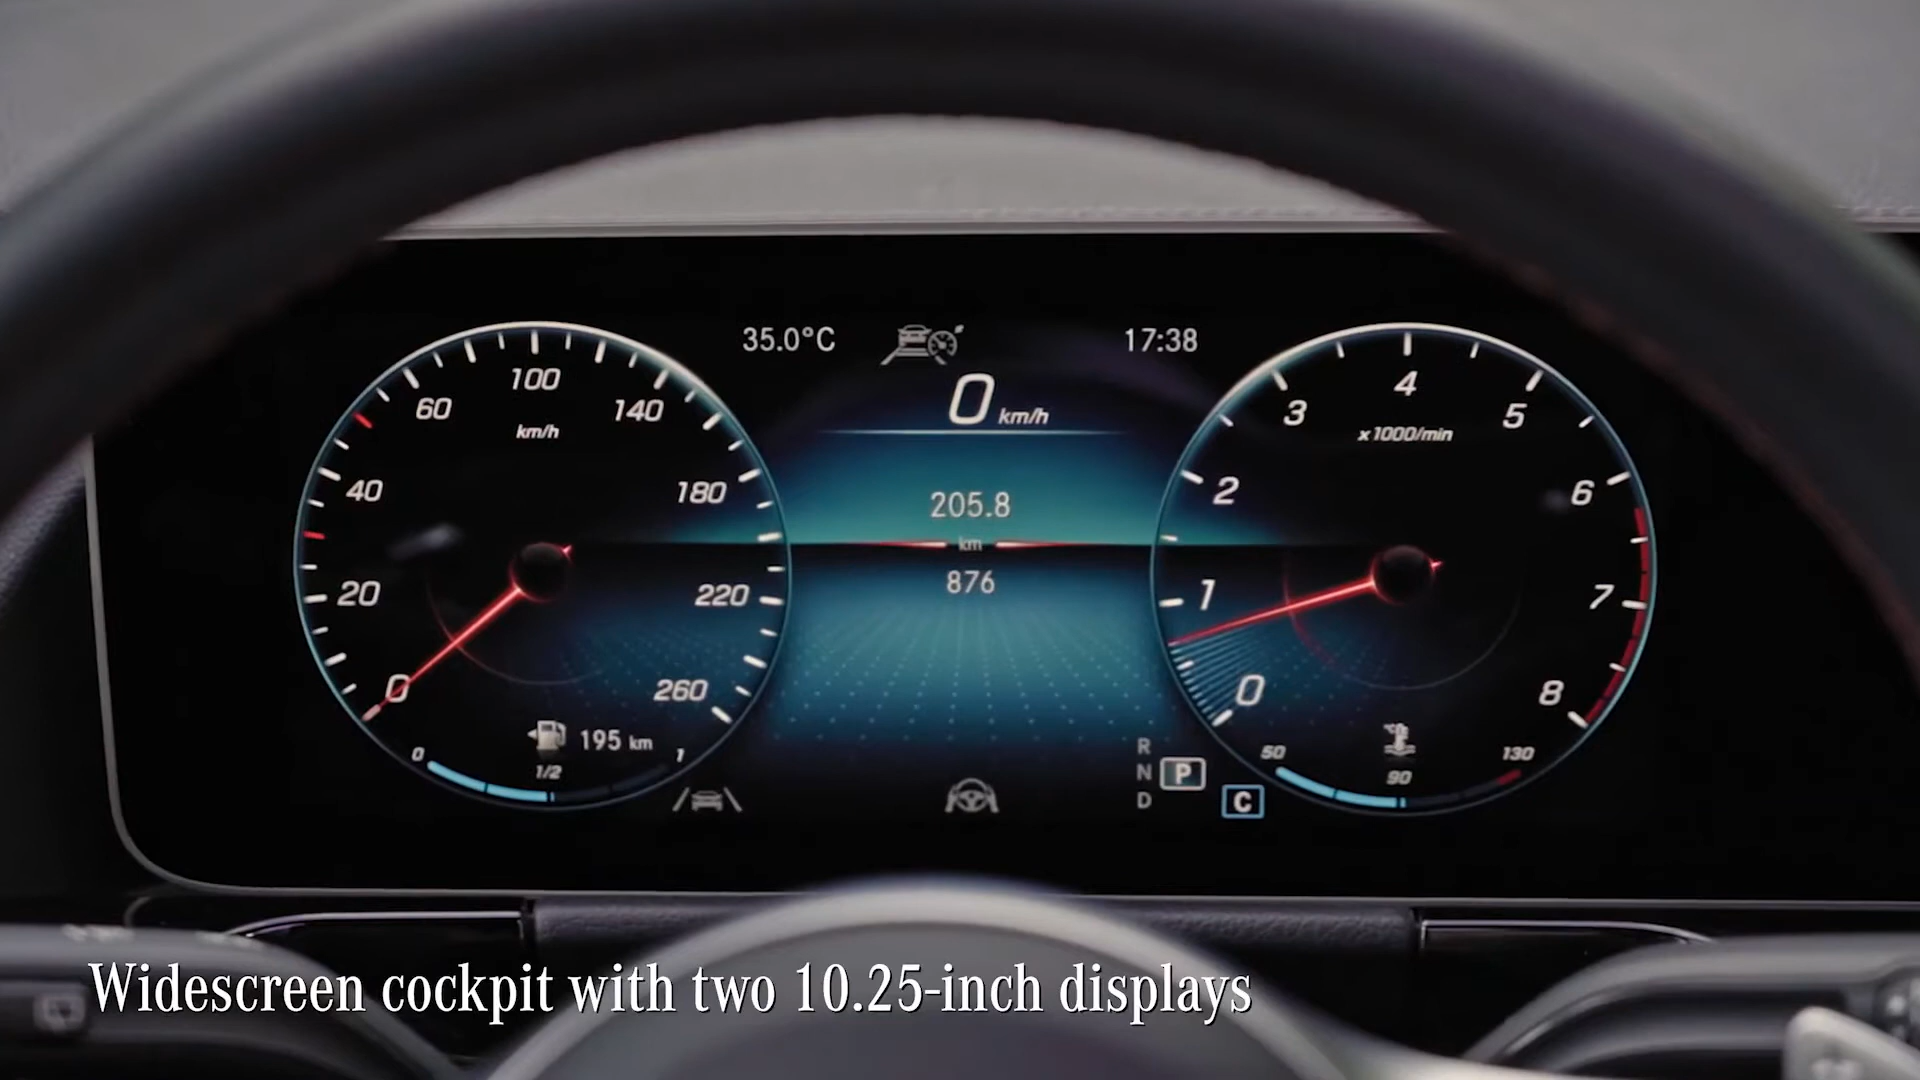 35.0°C
17:38
0 km/h
100
60
140
km/h
40
180
20
220
0
260
195 km
0
1/2
1
205.8
km
876
4
3
5
x1000/min
2
6
1
7
0
8
50
90
130
R
N
D
P
C
Widescreen cockpit with two 10.25-inch displays